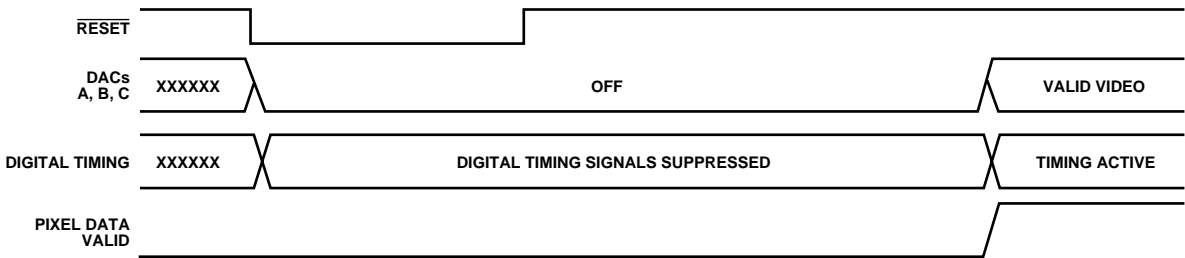 RESET
DACs
A, B, C
XXXXXX
OFF
VALID VIDEO
DIGITAL TIMING
XXXXXX
DIGITAL TIMING SIGNALS SUPPRESSED
TIMING ACTIVE
PIXEL DATA
VALID